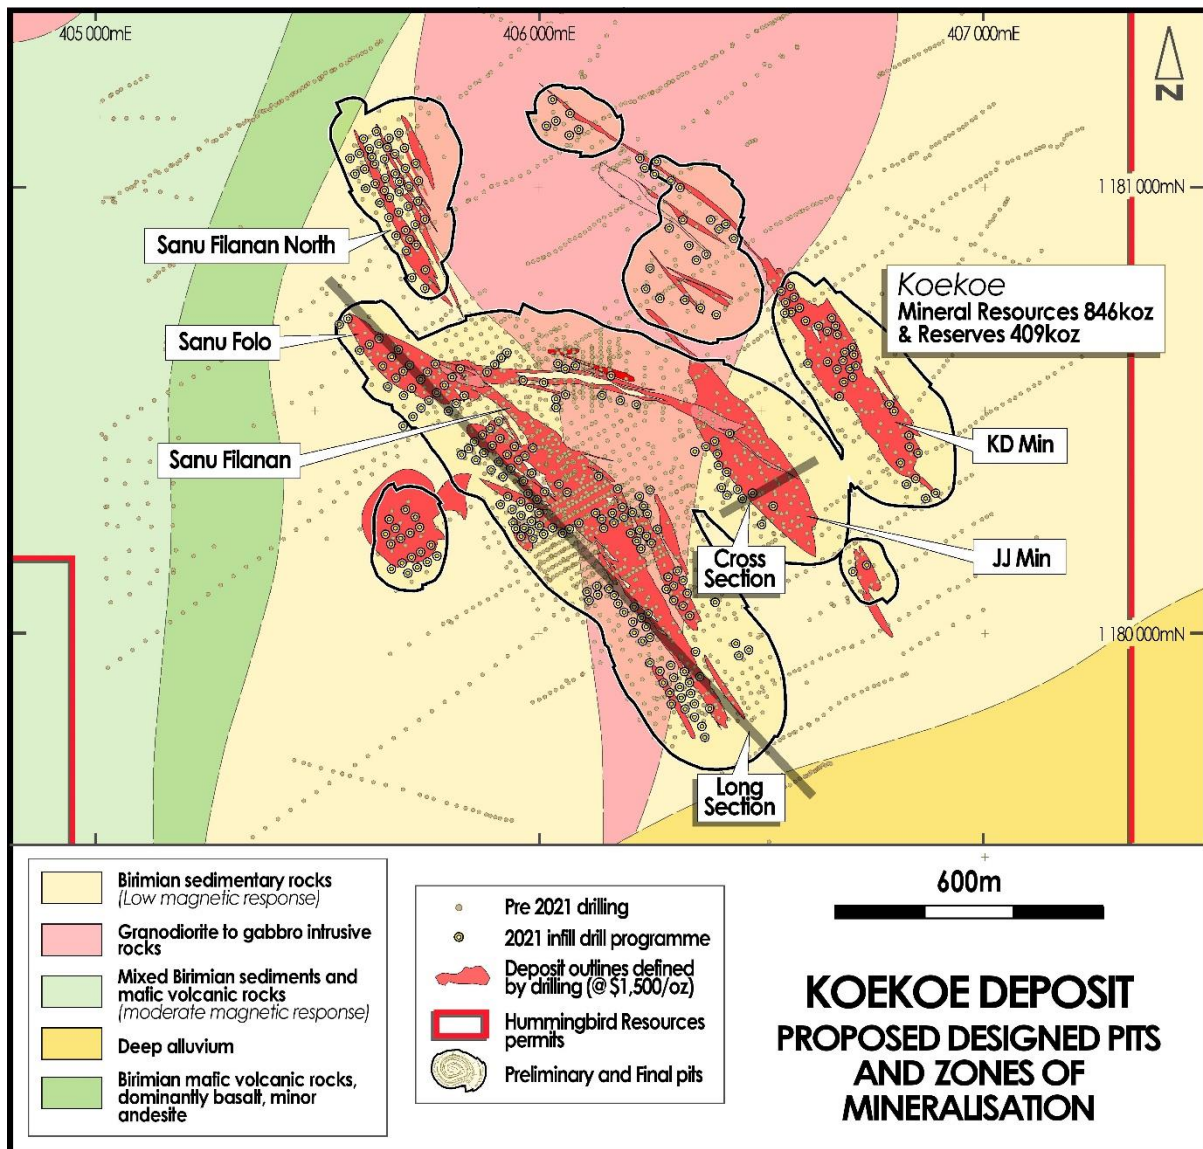 405 000mE
406 000mE
407 000mE
N
1 181 000mN
Sanu Filanan North
Koekoe
Mineral Resources 846koz
& Reserves 409koz
Sanu Folo
KD Min
Sanu Filanan
Cross
Section
JJ Min
1 180 000mN
Long
Section
Birimian sedimentary rocks
(Low magnetic response)
Granodiorite to gabbro intrusive
rocks
Mixed Birimian sediments and
mafic volcanic rocks
(moderate magnetic response)
Deep alluvium
Birimian mafic volcanic rocks,
dominantly basalt, minor
andesite
Pre 2021 drilling
2021 infill drill programme
Deposit outlines defined
by drilling (@ $1,500/oz)
Hummingbird Resources
permits
Preliminary and Final pits
600m
KOEKOE DEPOSIT
PROPOSED DESIGNED PITS
AND ZONES OF
MINERALISATION